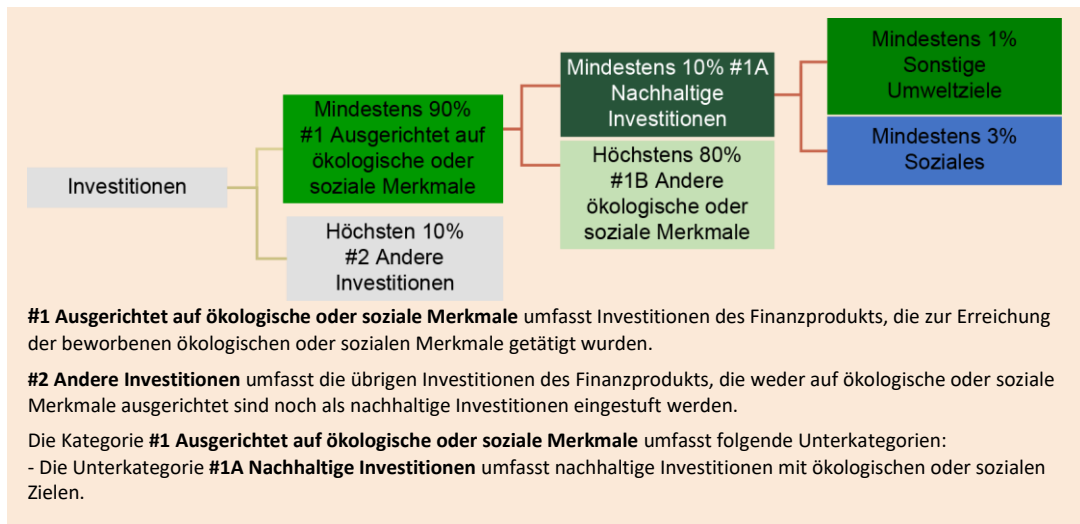 Investitionen
Mindestens 90%
#1 Ausgerichtet auf
ökologische oder
soziale Merkmale
Höchsten 10%
#2 Andere
Investitionen
Mindestens 10% #1A
Nachhaltige
Investitionen
Höchstens 80%
#1B Andere
ökologische oder
soziale Merkmale
Mindestens 1%
Sonstige
Umweltziele
Mindestens 3%
Soziales
#1 Ausgerichtet auf ökologische oder soziale Merkmale umfasst Investitionen des Finanzprodukts, die zur Erreichung
der beworbenen ökologischen oder sozialen Merkmale getätigt wurden.
#2 Andere Investitionen umfasst die übrigen Investitionen des Finanzprodukts, die weder auf ökologische oder soziale
Merkmale ausgerichtet sind noch als nachhaltige Investitionen eingestuft werden.
Die Kategorie #1 Ausgerichtet auf ökologische oder soziale Merkmale umfasst folgende Unterkategorien:
- Die Unterkategorie #1A Nachhaltige Investitionen umfasst nachhaltige Investitionen mit ökologischen oder sozialen
Zielen.